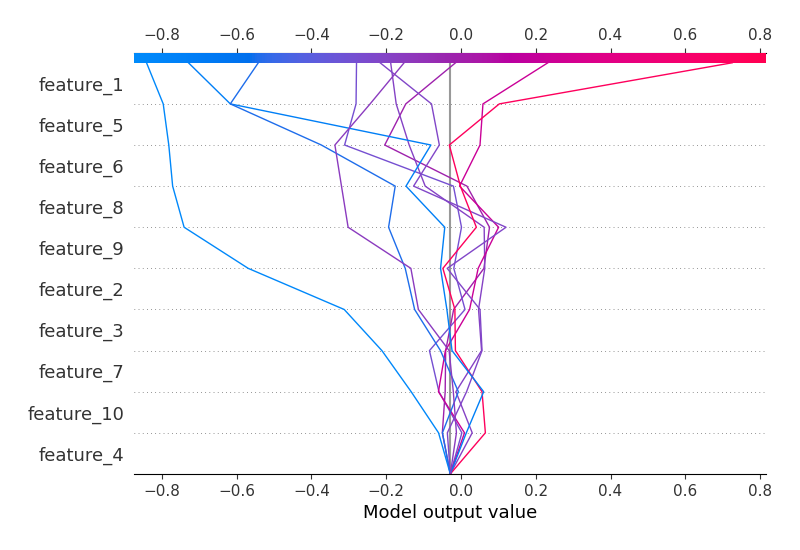 −0.8 −0.6 −0.4 −0.2 0.0 0.2 0.4 0.6 0.8
feature_1
feature_5
feature_6
feature_8
feature_9
feature_2
feature_3
feature_7
feature_10
feature_4
−0.8 −0.6 −0.4 −0.2 0.0 0.2 0.4 0.6 0.8
Model output value